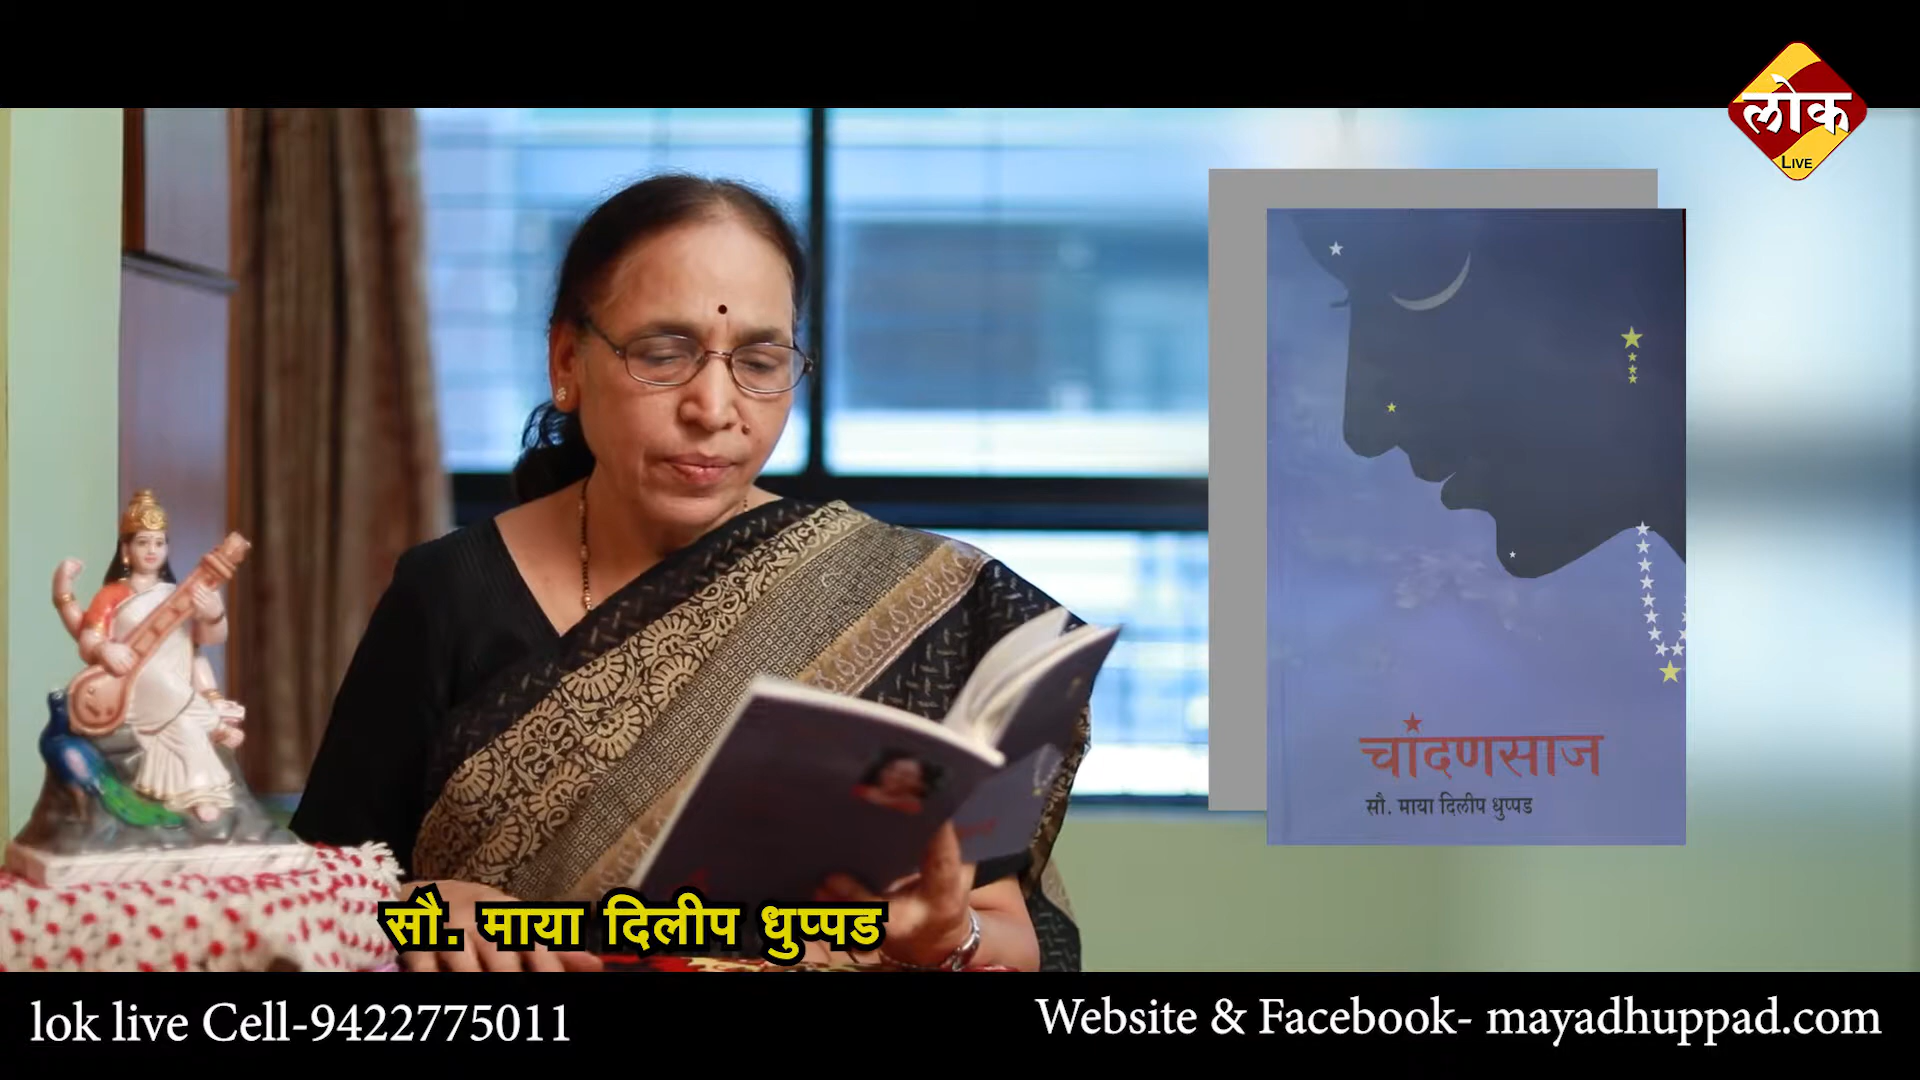 लोक
LIVE
चांदणसाज
सौ. माया दिलीप धुप्पड
सौ. माया दिलीप धुप्पड
lok live Cell-9422775011
Website & Facebook- mayadhuppad.com